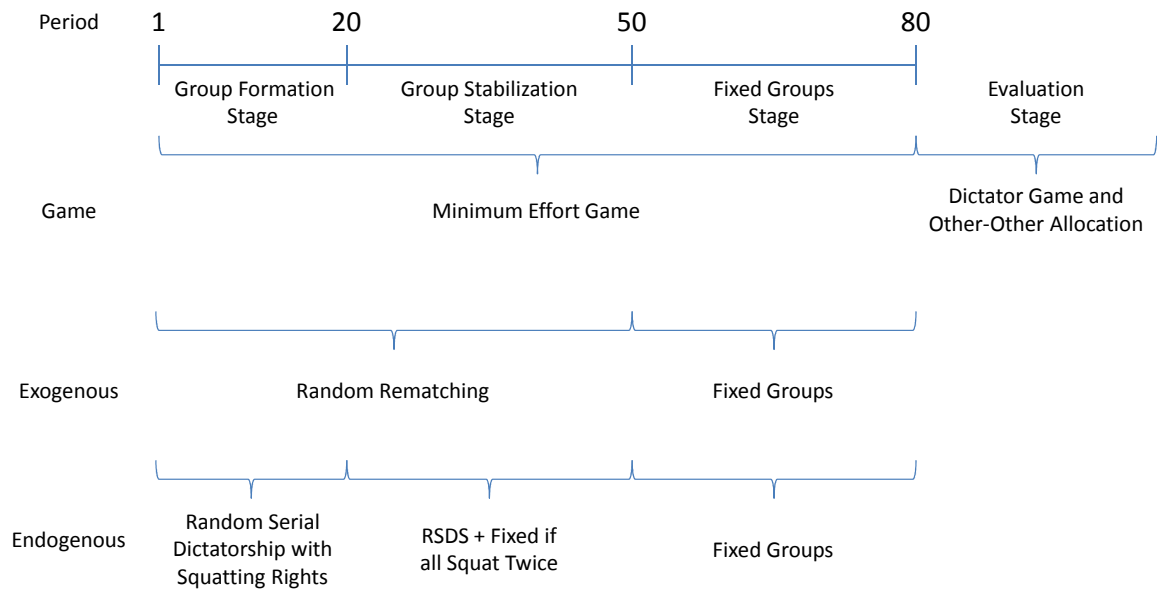 Period 1 20 50 80
Group Formation
Stage
Group Stabilization
Stage
Fixed Groups
Stage
Evaluation
Stage
Game
Minimum Effort Game
Dictator Game and
Other-Other Allocation
Exogenous
Random Rematching
Fixed Groups
Endogenous
Random Serial
Dictatorship with
Squatting Rights
RSDS + Fixed if
all Squat Twice
Fixed Groups